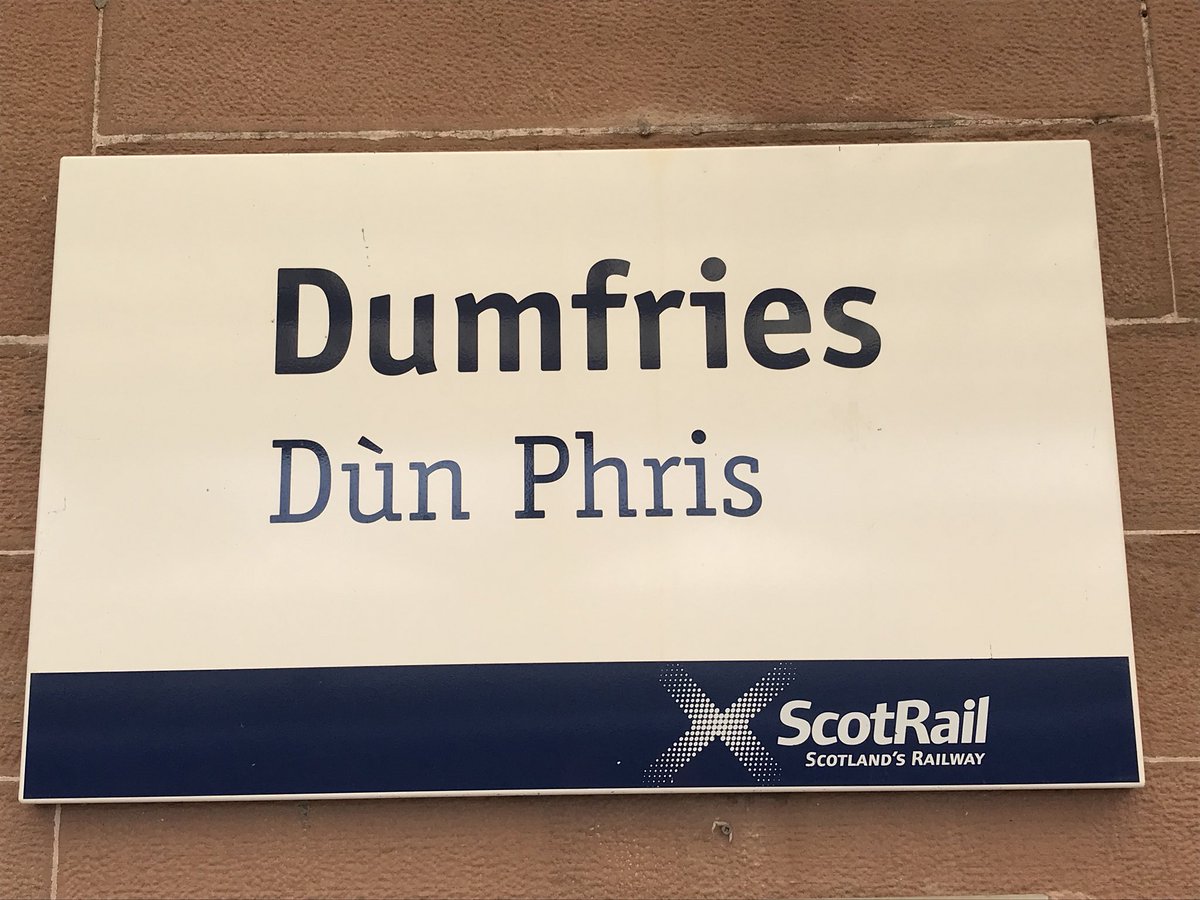 Dumfries
Dùn Phris
ScotRail
SCOTLAND'S RAILWAY